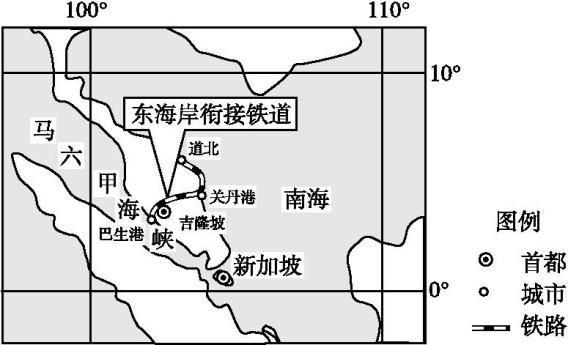 100° 110°
10°
东海岸衔接铁道
马
六
甲
海
峡
道北
关丹港
南海
吉隆坡
巴生港
新加坡
0°
图例
首都
城市
铁路